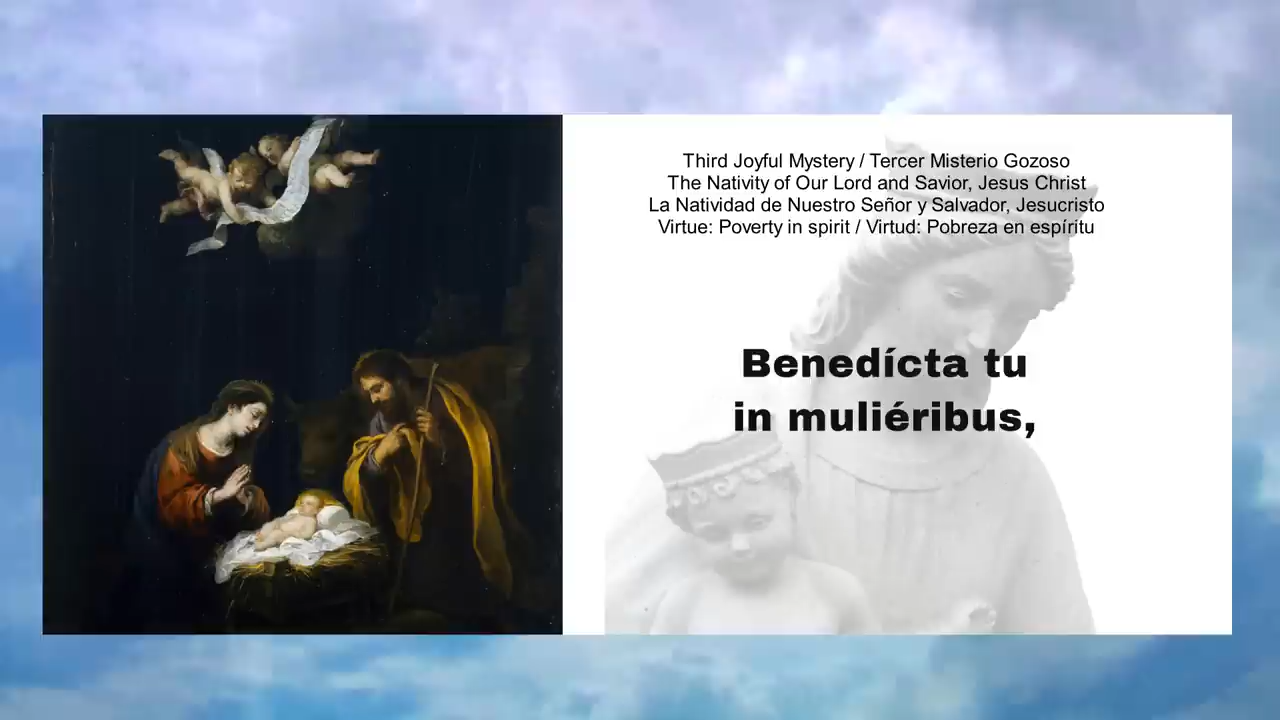 Third Joyful Mystery / Tercer Misterio Gozoso
The Nativity of Our Lord and Savior, Jesus Christ
La Natividad de Nuestro Señor y Salvador, Jesucristo
Virtue: Poverty in spirit / Virtud: Pobreza en espíritu
Benedícta tu
in muliéribus,